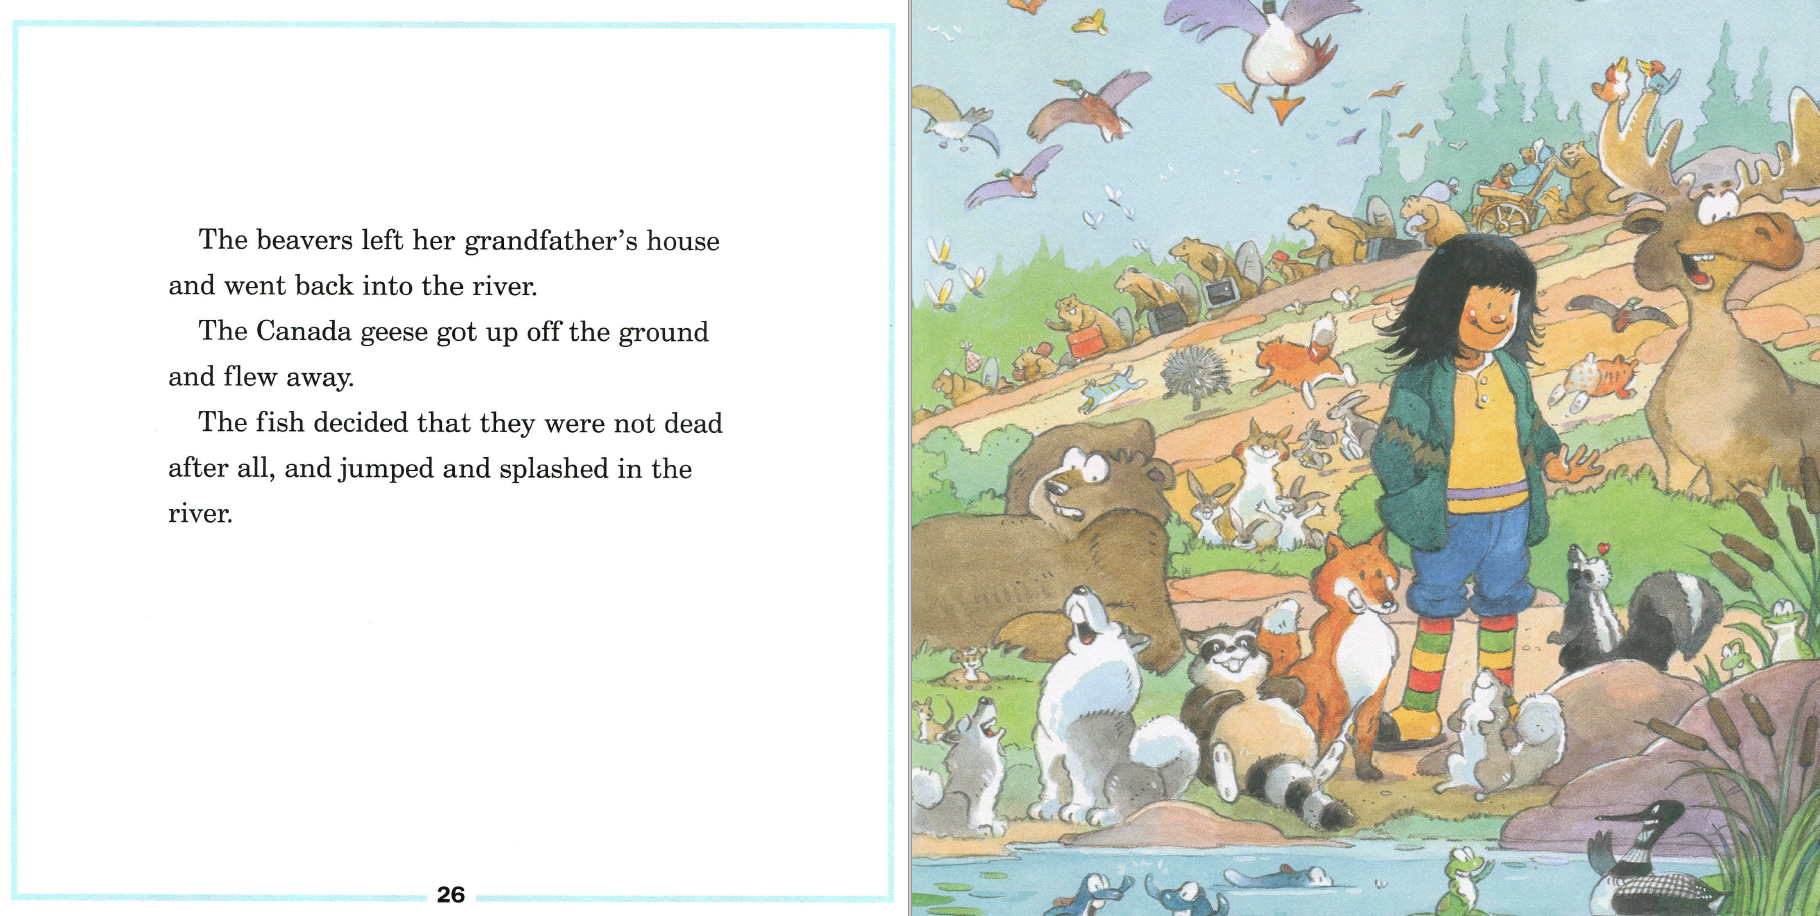 The beavers left her grandfather’s house
and went back into the river.
The Canada geese got up off the ground
and flew away.
The fish decided that they were not dead
after all, and jumped and splashed in the
river.
26